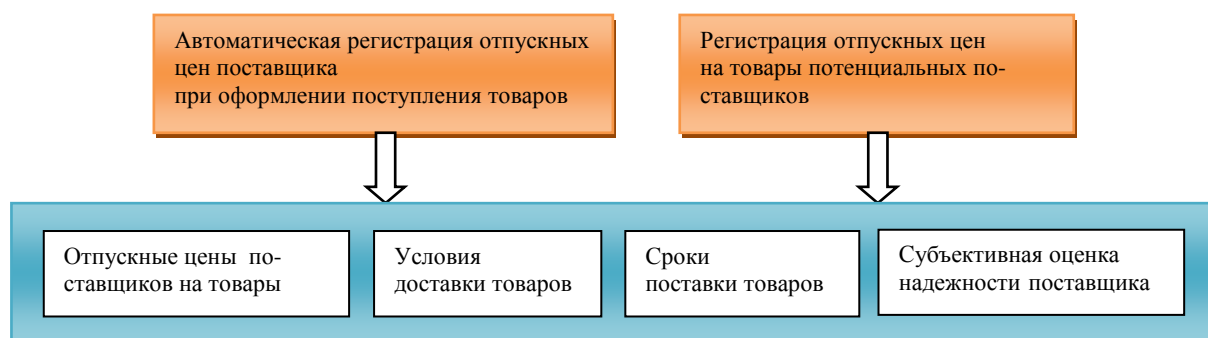 Автоматическая регистрация отпускных
цен поставщика
при оформлении поступления товаров
Регистрация отпускных цен
на товары потенциальных по-
ставщиков
Отпускные цены по-
ставщиков на товары
Условия
доставки товаров
Сроки
поставки товаров
Субъективная оценка
надежности поставщика